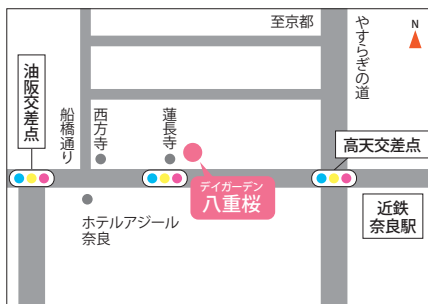 至京都
やすらぎの道
N
油阪交差点
船橋通り
西方寺
蓮長寺
高天交差点
デイガーデン
八重桜
近鉄
奈良駅
ホテルアジール
奈良